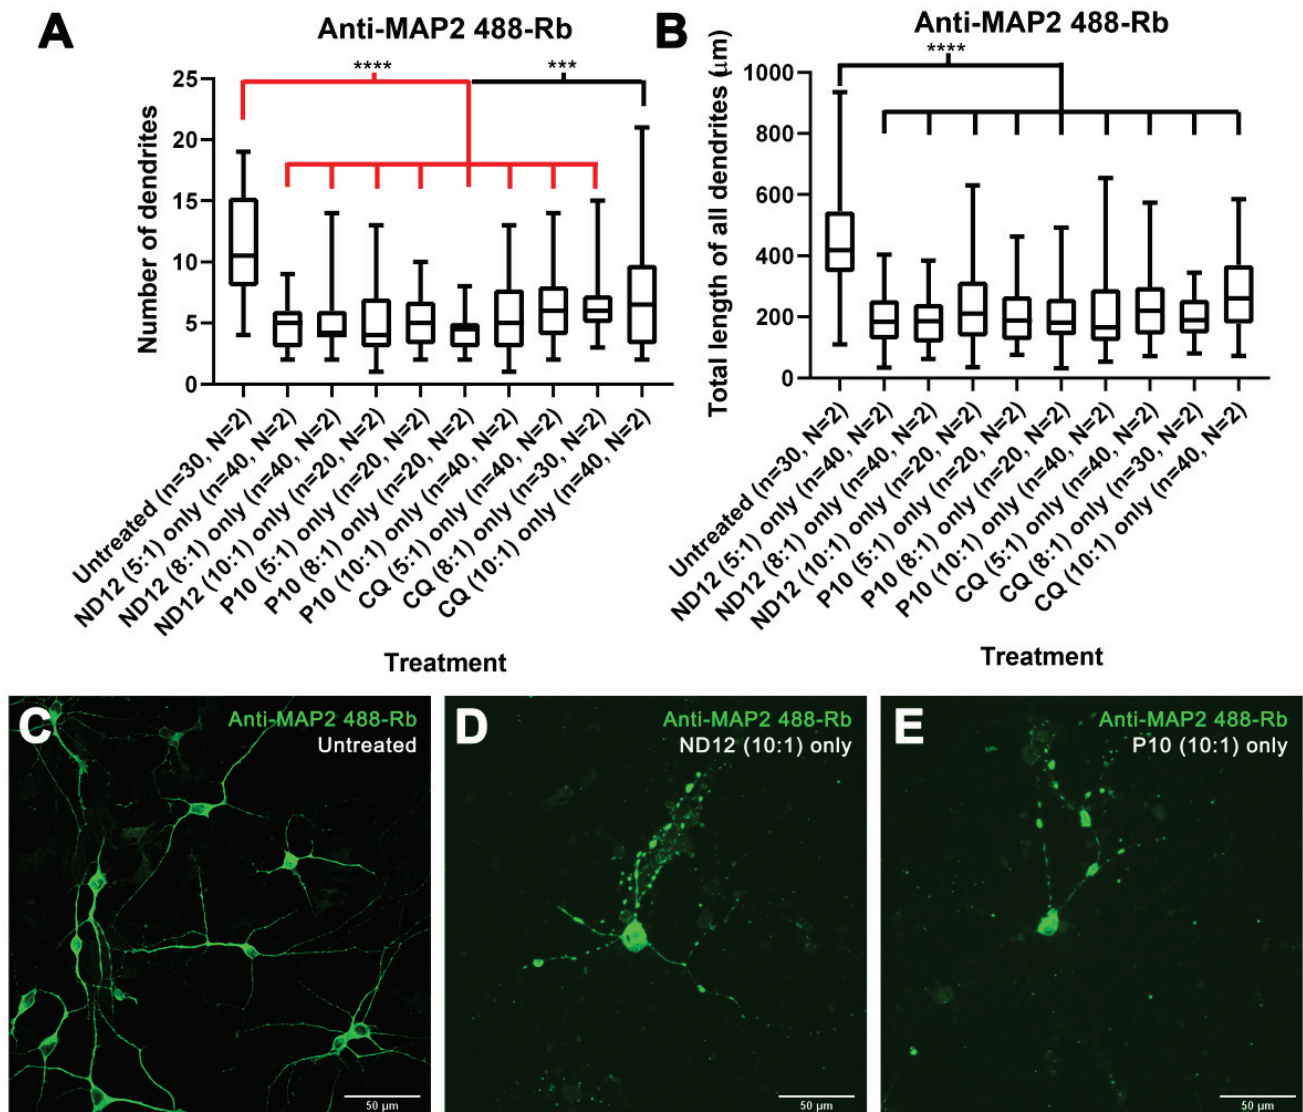 A
Anti-MAP2 488-Rb
****
***
Number of dendrites
25
20
15
10
5
0
Untreated (n=30, N=2)
ND12 (5:1) only (n=40, N=2)
ND12 (8:1) only (n=40, N=2)
ND12 (10:1) only (n=20, N=2)
P10 (5:1) only (n=20, N=2)
P10 (8:1) only (n=20, N=2)
P10 (10:1) only (n=40, N=2)
CQ (5:1) only (n=40, N=2)
CQ (8:1) only (n=30, N=2)
CQ (10:1) only (n=40, N=2)
Treatment
B
Anti-MAP2 488-Rb
****
Total length of all dendrites (μm)
1000
800
600
400
200
0
Untreated (n=30, N=2)
ND12 (5:1) only (n=40, N=2)
ND12 (8:1) only (n=40, N=2)
ND12 (10:1) only (n=20, N=2)
P10 (5:1) only (n=20, N=2)
P10 (8:1) only (n=20, N=2)
P10 (10:1) only (n=40, N=2)
CQ (5:1) only (n=40, N=2)
CQ (8:1) only (n=30, N=2)
CQ (10:1) only (n=40, N=2)
Treatment
C
Anti-MAP2 488-Rb
Untreated
50 μm
D
Anti-MAP2 488-Rb
ND12 (10:1) only
50 μm
E
Anti-MAP2 488-Rb
P10 (10:1) only
50 μm